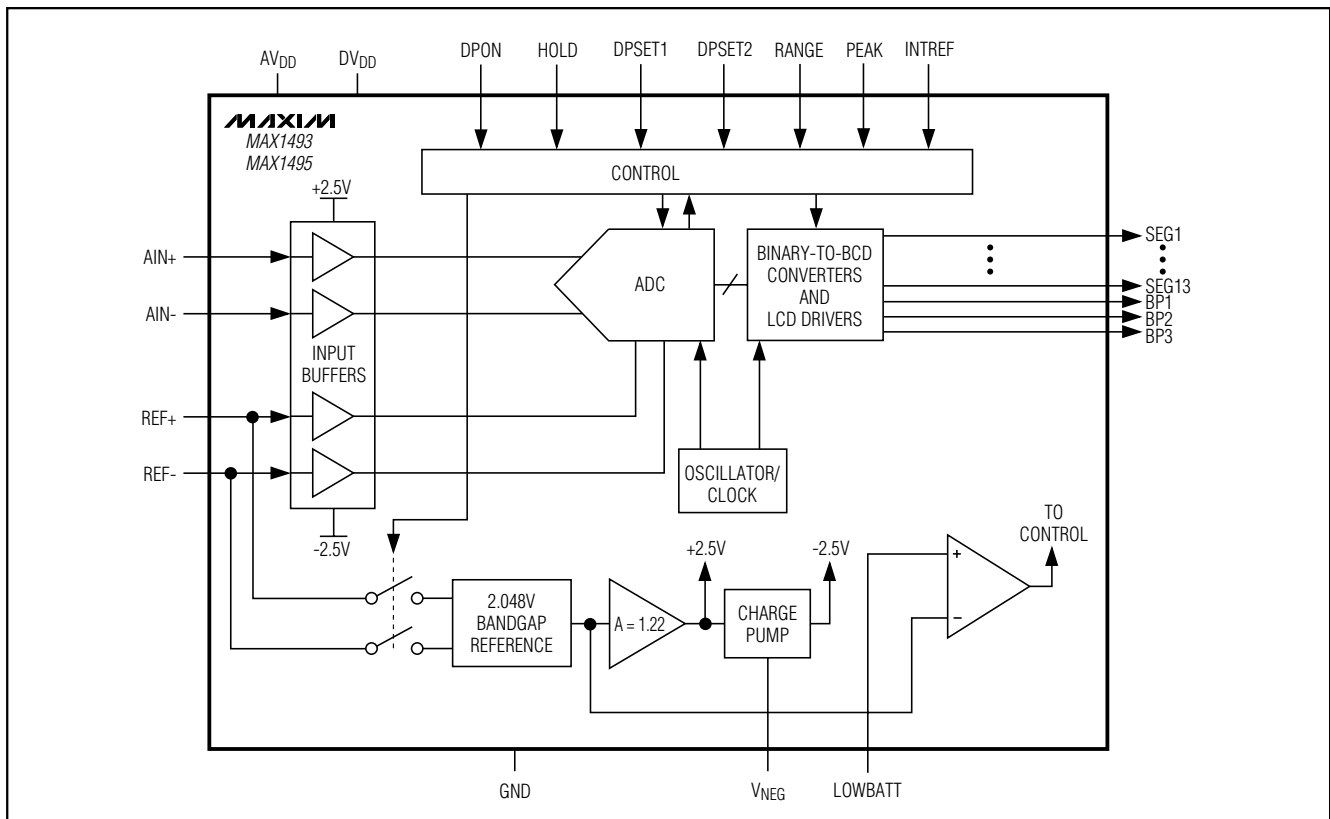 AVDD
DVDD
DPON
HOLD
DPSET1
DPSET2
RANGE
PEAK
INTREF
MAXIM
MAX1493
MAX1495
CONTROL
+2.5V
AIN+
AIN-
INPUT
BUFFERS
REF+
REF-
-2.5V
ADC
BINARY-TO-BCD
CONVERTERS
AND
LCD DRIVERS
SEG1
SEG13
BP1
BP2
BP3
OSCILLATOR/
CLOCK
2.048V
BANDGAP
REFERENCE
A = 1.22
+2.5V
CHARGE
PUMP
-2.5V
+
−
TO
CONTROL
GND
VNEG
LOWBATT